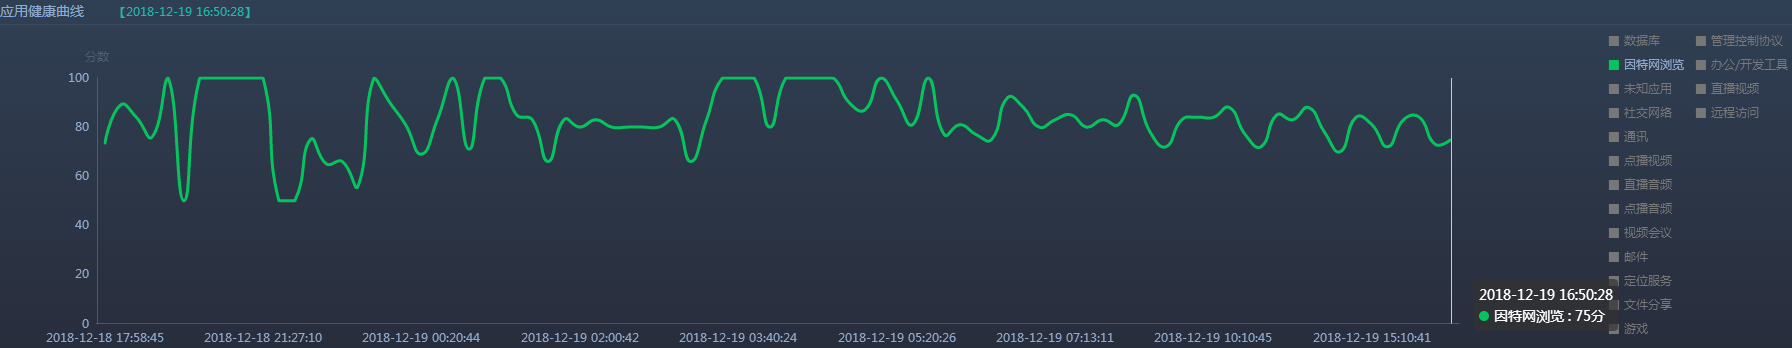 应用健康曲线 【2018-12-19 16:50:28】
分数
100
80
60
40
20
0
2018-12-18 17:58:45 2018-12-18 21:27:10 2018-12-19 00:20:44 2018-12-19 02:00:42 2018-12-19 03:40:24 2018-12-19 05:20:26 2018-12-19 07:13:11 2018-12-19 10:10:45 2018-12-19 15:10:41
数据库
因特网浏览
未知应用
社交网络
通讯
点播视频
直播音频
点播音频
视频会议
邮件
定位服务
文件分享
游戏
管理控制协议
办公/开发工具
直播视频
远程访问
2018-12-19 16:50:28
因特网浏览 : 75分